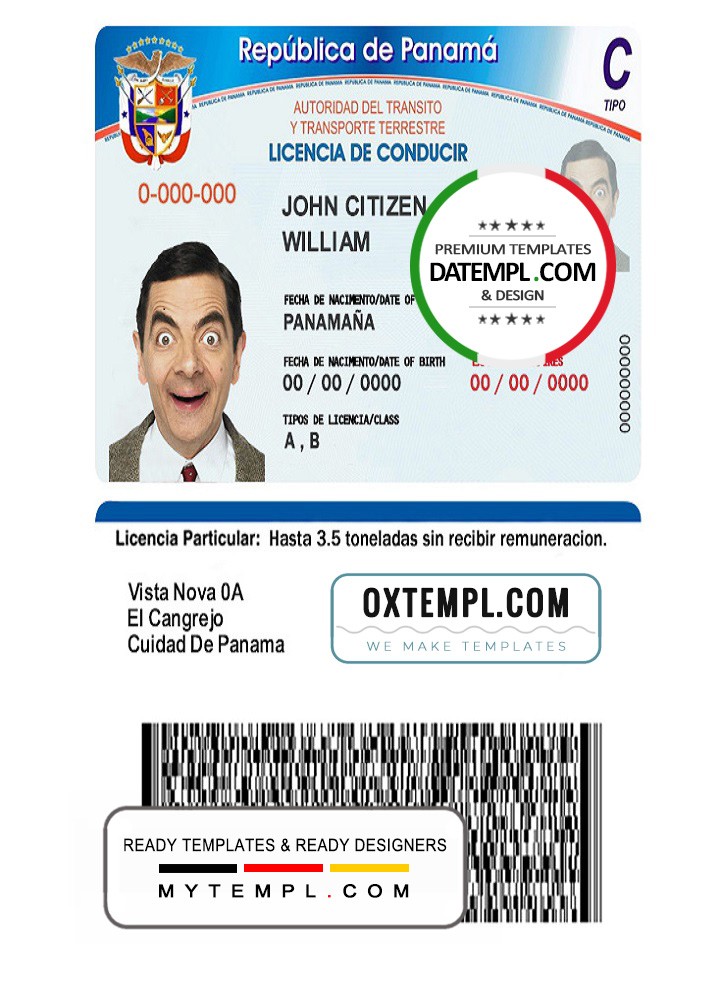 República de Panamá
C
TIPO
AUTORIDAD DEL TRANSITO
Y TRANSPORTE TERRESTRE
LICENCIA DE CONDUCIR
0-000-000
JOHN CITIZEN
WILLIAM
★★★★★
PREMIUM TEMPLATES
DATEMPL.COM
& DESIGN
★★★★★
FECHA DE NACIMENTO/DATE OF
PANAMAÑA
FECHA DE NACIMENTO/DATE OF BIRTH
00 / 00 / 0000
00 / 00 / 0000
TIPOS DE LICENCIA/CLASS
A , B
000000000
Licencia Particular: Hasta 3.5 toneladas sin recibir remuneracion.
Vista Nova 0A
El Cangrejo
Cuidad De Panama
OXTEMPL.COM
WE MAKE TEMPLATES
READY TEMPLATES & READY DESIGNERS
MYTEMPL.COM